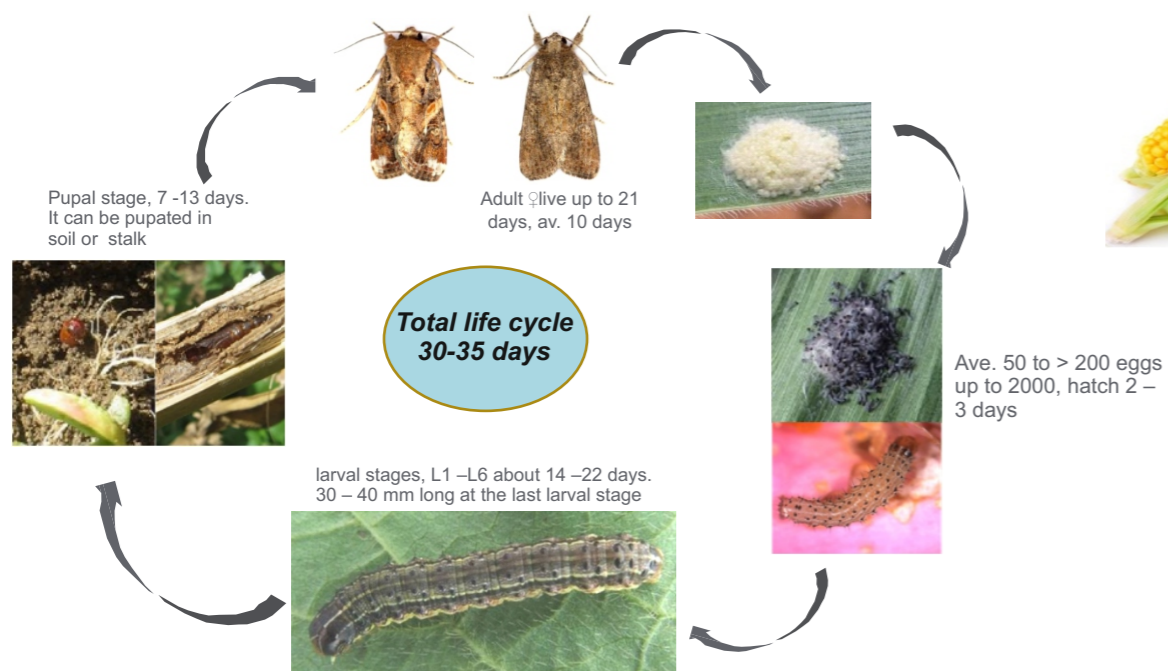 Pupal stage, 7 -13 days.
It can be pupated in
soil or stalk
Adult ♀live up to 21
days, av. 10 days
Total life cycle
30-35 days
Ave. 50 to > 200 eggs
up to 2000, hatch 2 –
3 days
larval stages, L1 –L6 about 14 –22 days.
30 – 40 mm long at the last larval stage